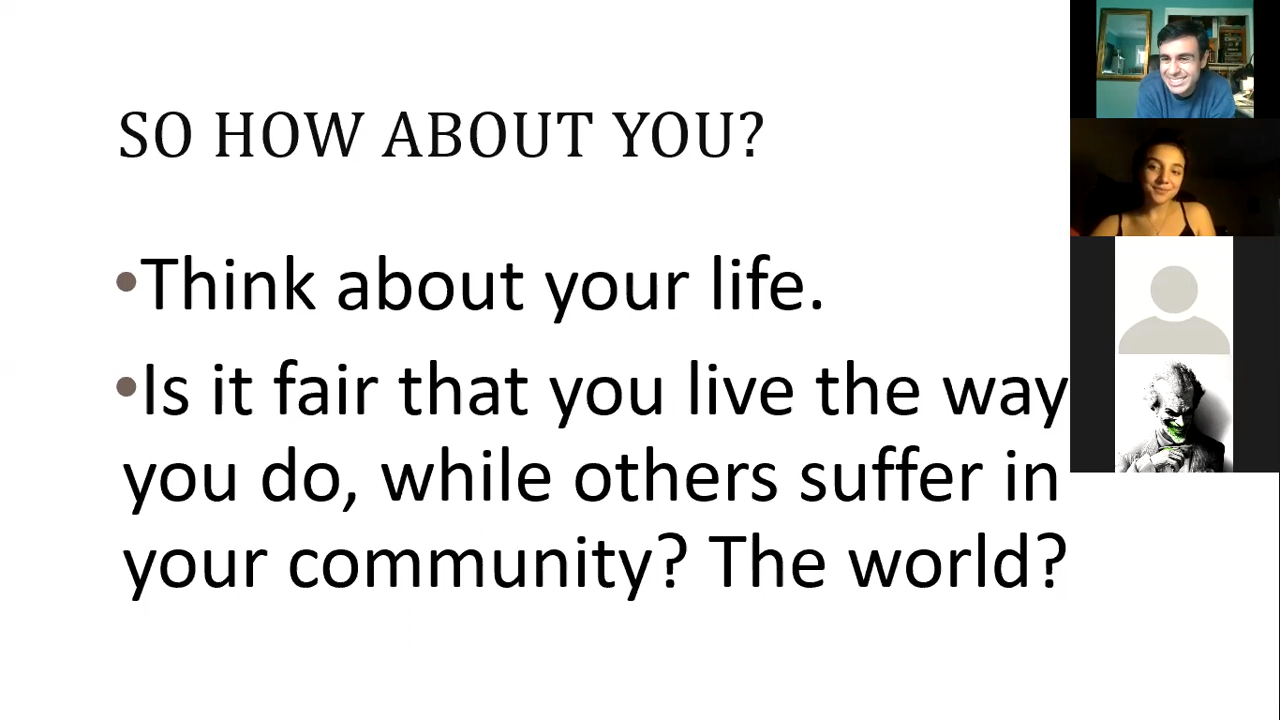 SO HOW ABOUT YOU?
•Think about your life.
•Is it fair that you live the way
you do, while others suffer in
your community? The world?